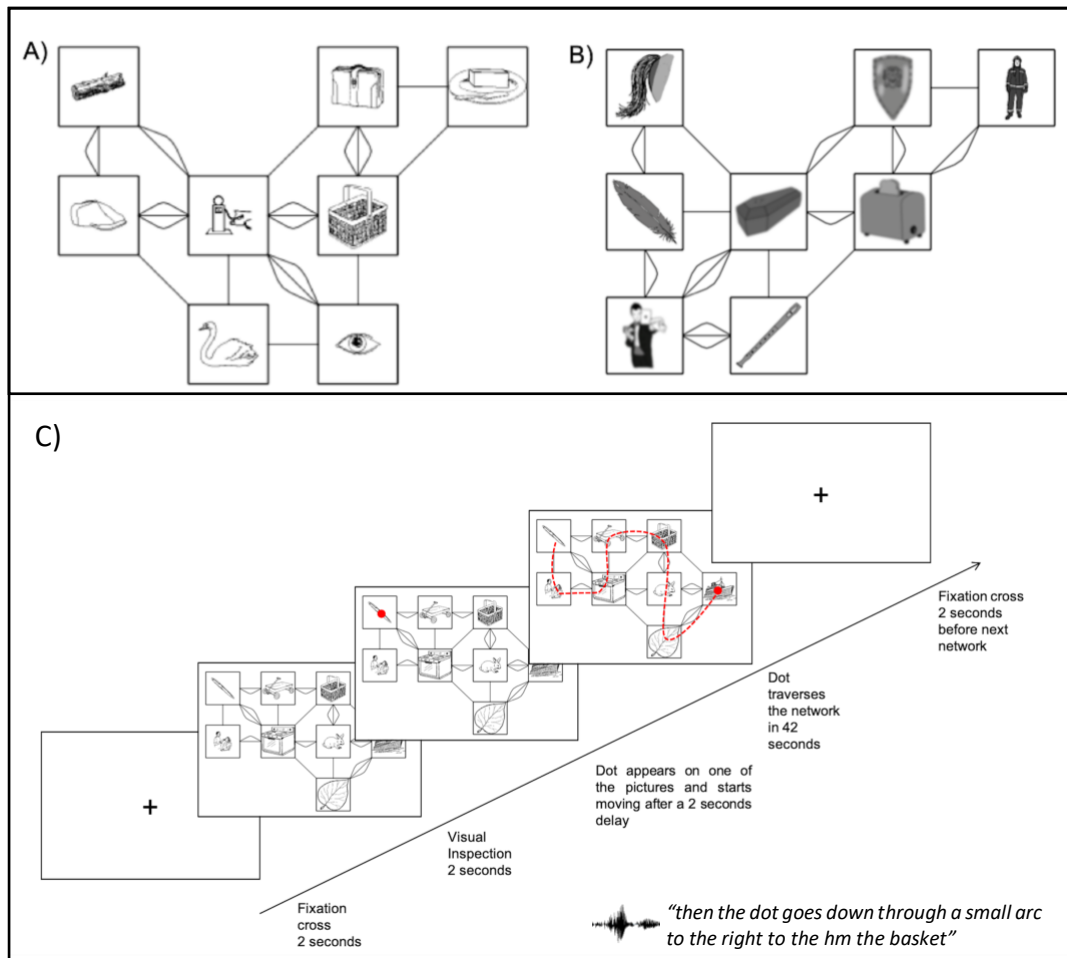 A)
B)
C)
+
Fixation
cross
2 seconds
Visual
Inspection
2 seconds
Dot appears on one of
the pictures and starts
moving after a 2 seconds
delay
Dot
traverses
the network
in 42
seconds
+
Fixation cross
2 seconds
before next
network
“then the dot goes down through a small arc
to the right to the hm the basket”